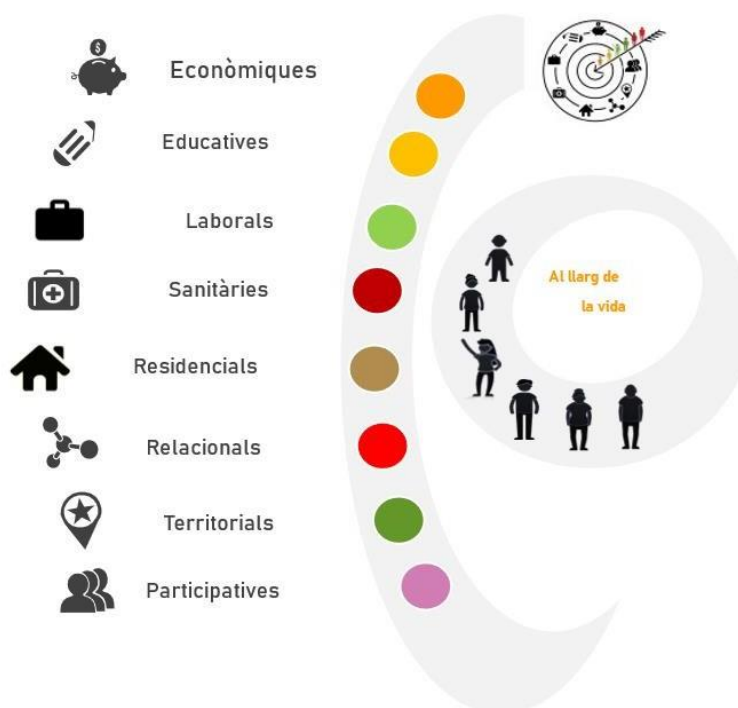 Econòmiques
Educatives
Laborals
Sanitàries
Residencials
Relacionals
Territorials
Participatives
Al llarg de
la vida